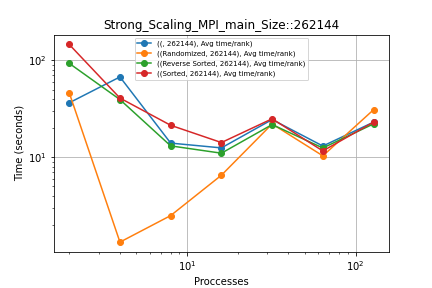 Strong_Scaling_MPI_main_Size::262144
((, 262144), Avg time/rank)
((Randomized, 262144), Avg time/rank)
((Reverse Sorted, 262144), Avg time/rank)
((Sorted, 262144), Avg time/rank)
Time (seconds)
10²
10¹
10¹
10²
Proccesses